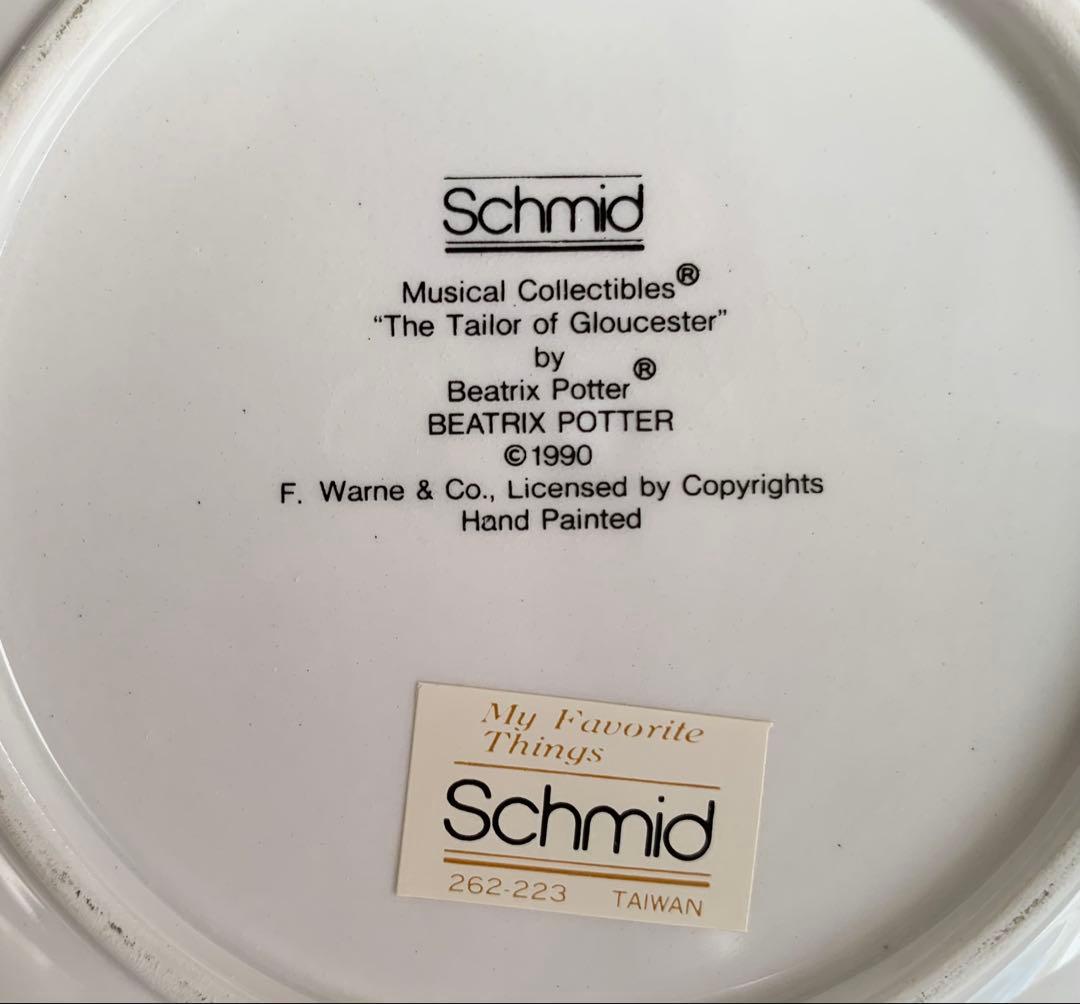 Schmid
Musical Collectibles®
“The Tailor of Gloucester”
by
Beatrix Potter®
BEATRIX POTTER
©1990
F. Warne & Co., Licensed by Copyrights
Hand Painted
My Favorite
Things
Schmid
262-223 TAIWAN